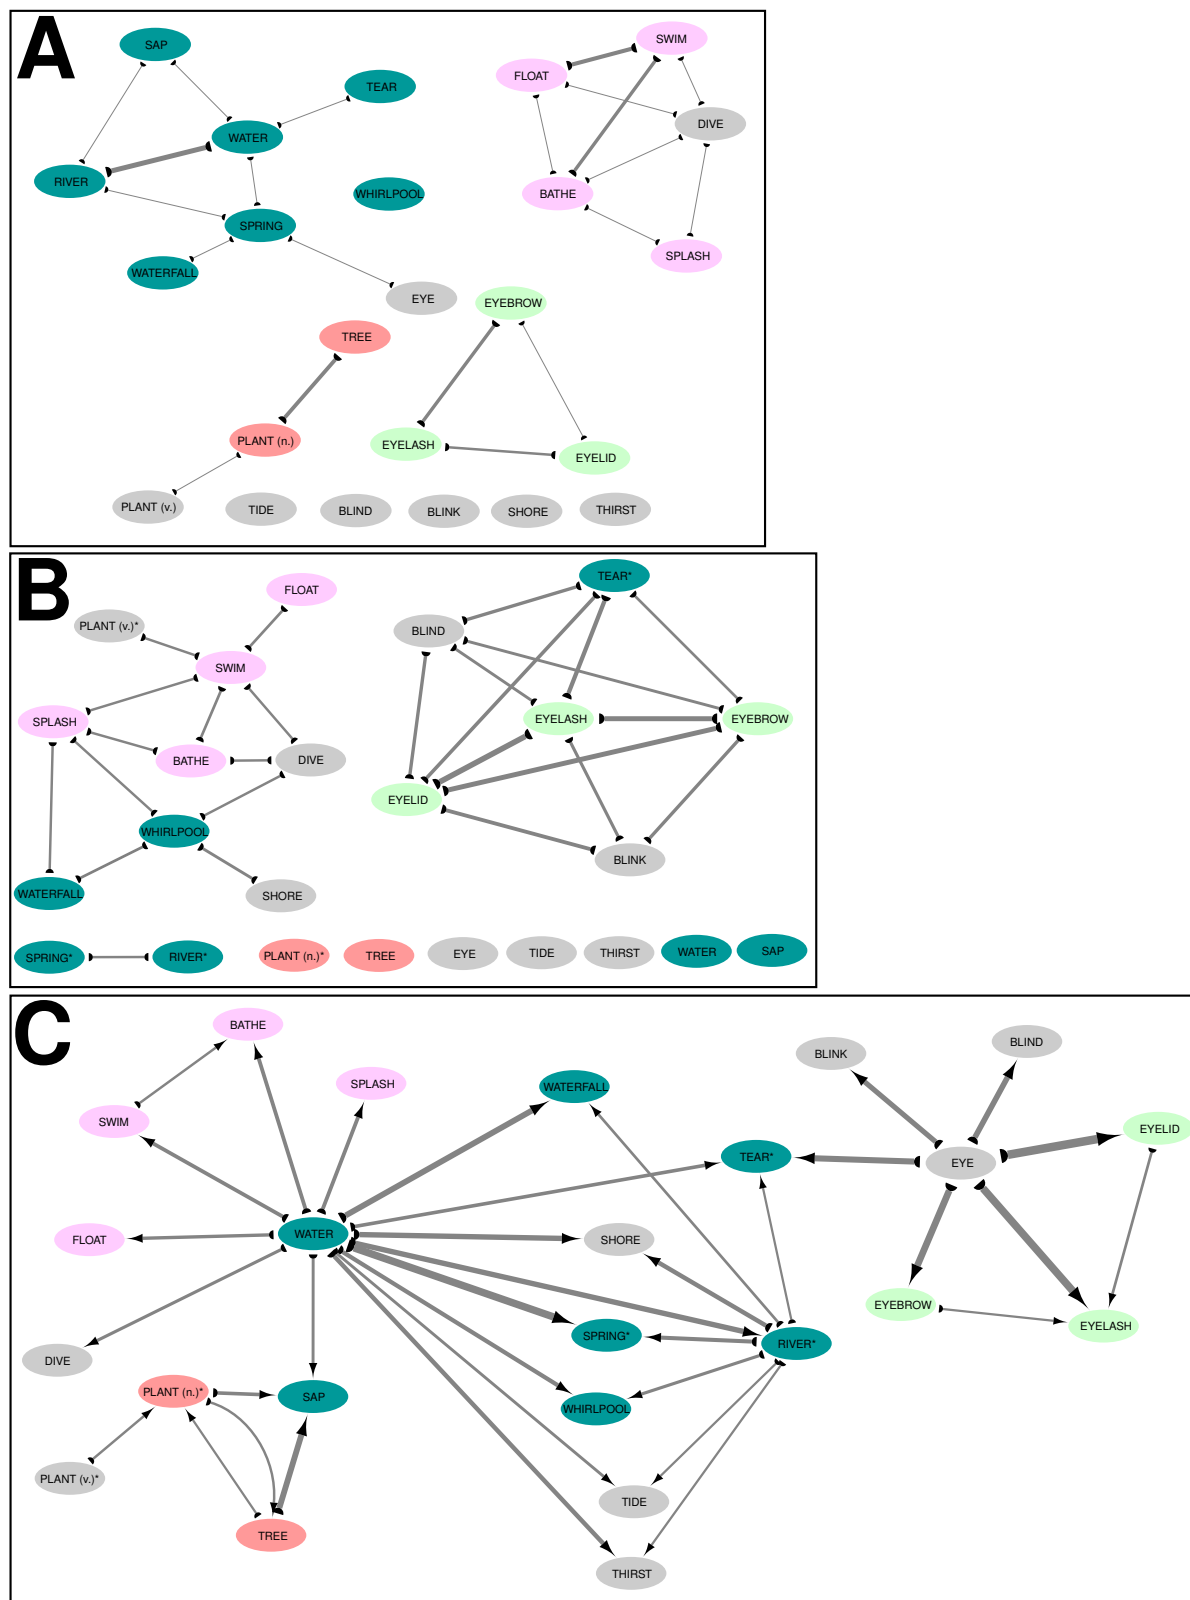 A
SAP
SWIM
FLOAT
TEAR
DIVE
WATER
RIVER
WHIRLPOOL
BATHE
SPRING
SPLASH
WATERFALL
EYE
EYEBROW
TREE
PLANT (n.)
EYELASH
EYELID
PLANT (v.)
TIDE
BLIND
BLINK
SHORE
THIRST
B
TEAR*
FLOAT
PLANT (v.)*
BLIND
SWIM
SPLASH
EYELASH
EYEBROW
BATHE
DIVE
EYELID
WHIRLPOOL
BLINK
WATERFALL
SHORE
SPRING*
RIVER*
PLANT (n.)*
TREE
EYE
TIDE
THIRST
WATER
SAP
C
BATHE
BLIND
BLINK
SPLASH
WATERFALL
SWIM
EYELID
TEAR*
EYE
WATER
FLOAT
SHORE
EYEBROW
EYELASH
SPRING*
RIVER*
DIVE
PLANT (n.)*
SAP
WHIRLPOOL
PLANT (v.)*
TIDE
TREE
THIRST